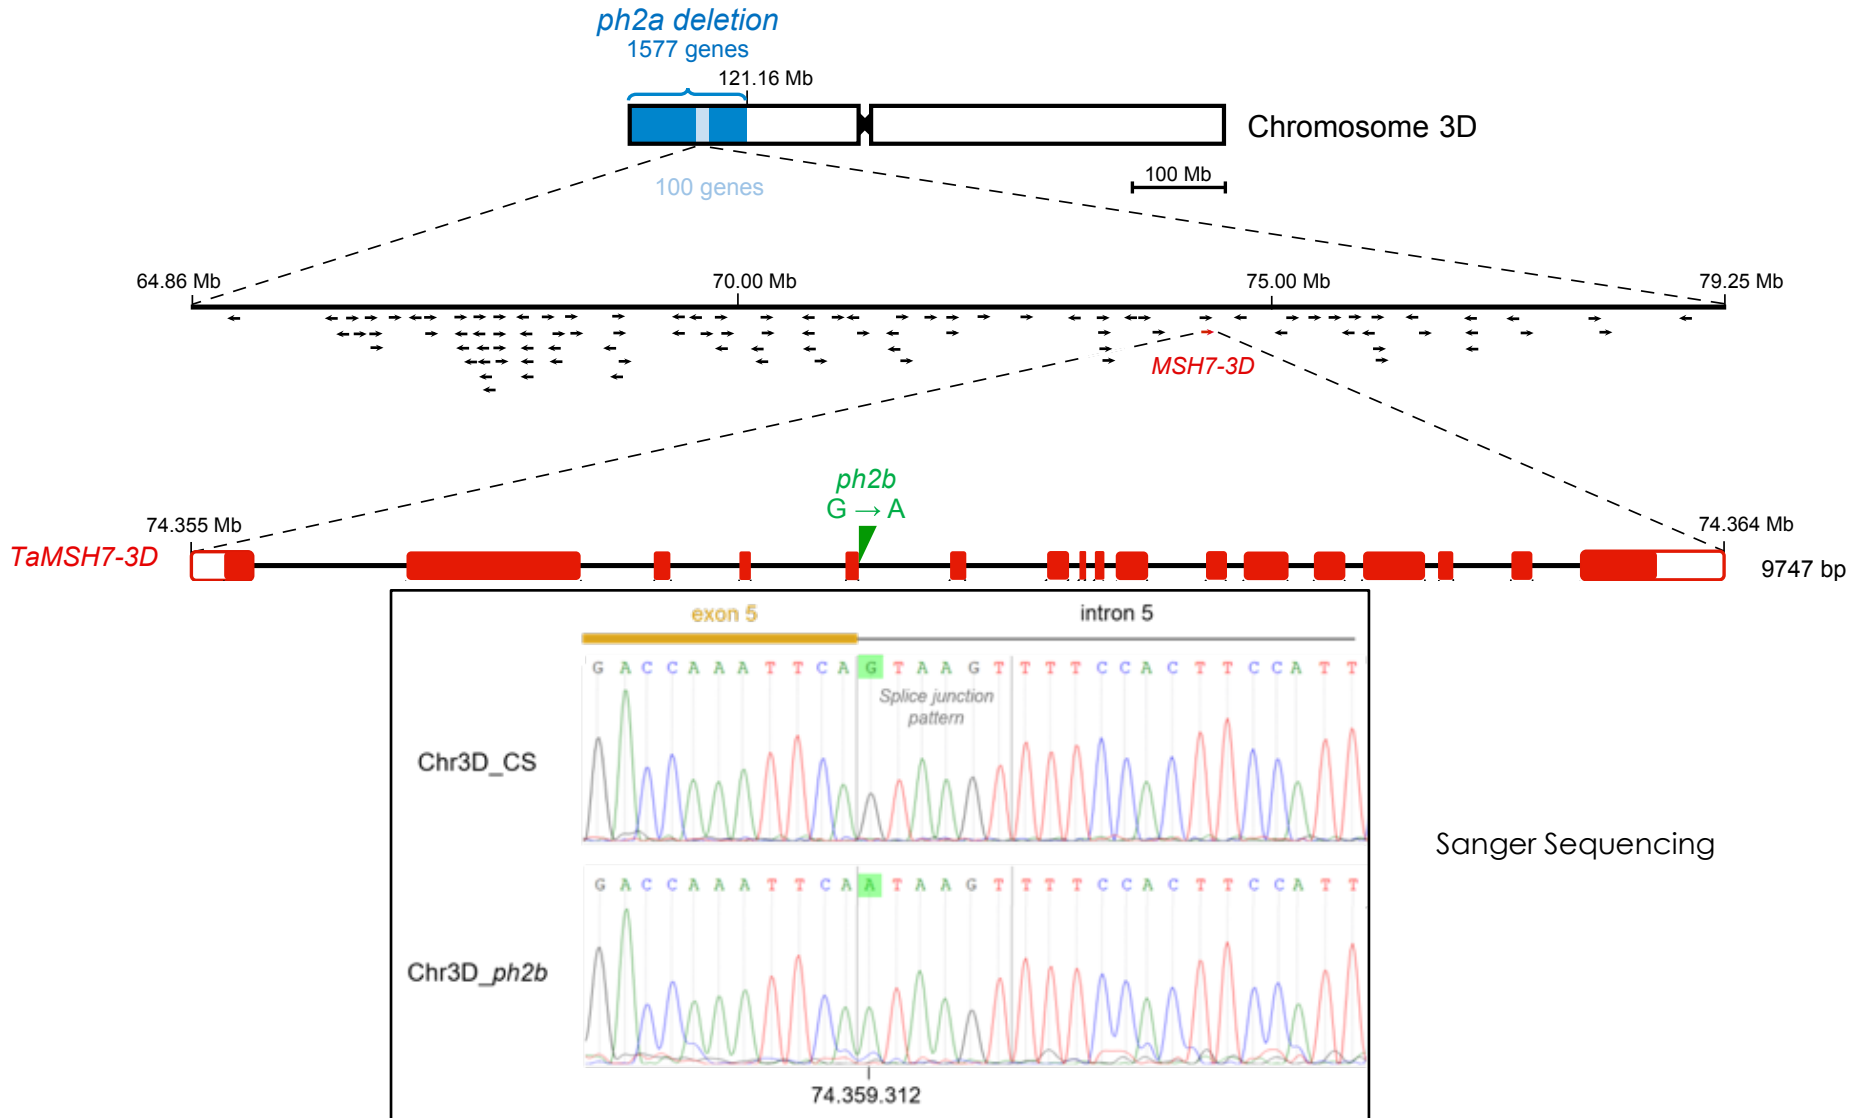 ph2a deletion
1577 genes
121.16 Mb
Chromosome 3D
100 Mb
100 genes
64.86 Mb
70.00 Mb
75.00 Mb
79.25 Mb
MSH7-3D
ph2b
G → A
74.355 Mb
74.364 Mb
TaMSH7-3D
9747 bp
exon 5
intron 5
G A C C A A A T T C A G T A A G T T T T C C A C T T C C A T T
Splice junction
pattern
Chr3D_CS
Sanger Sequencing
G A C C A A A T T C A A T A A G T T T T C C A C T T C C A T T
Chr3D_ph2b
74.359.312